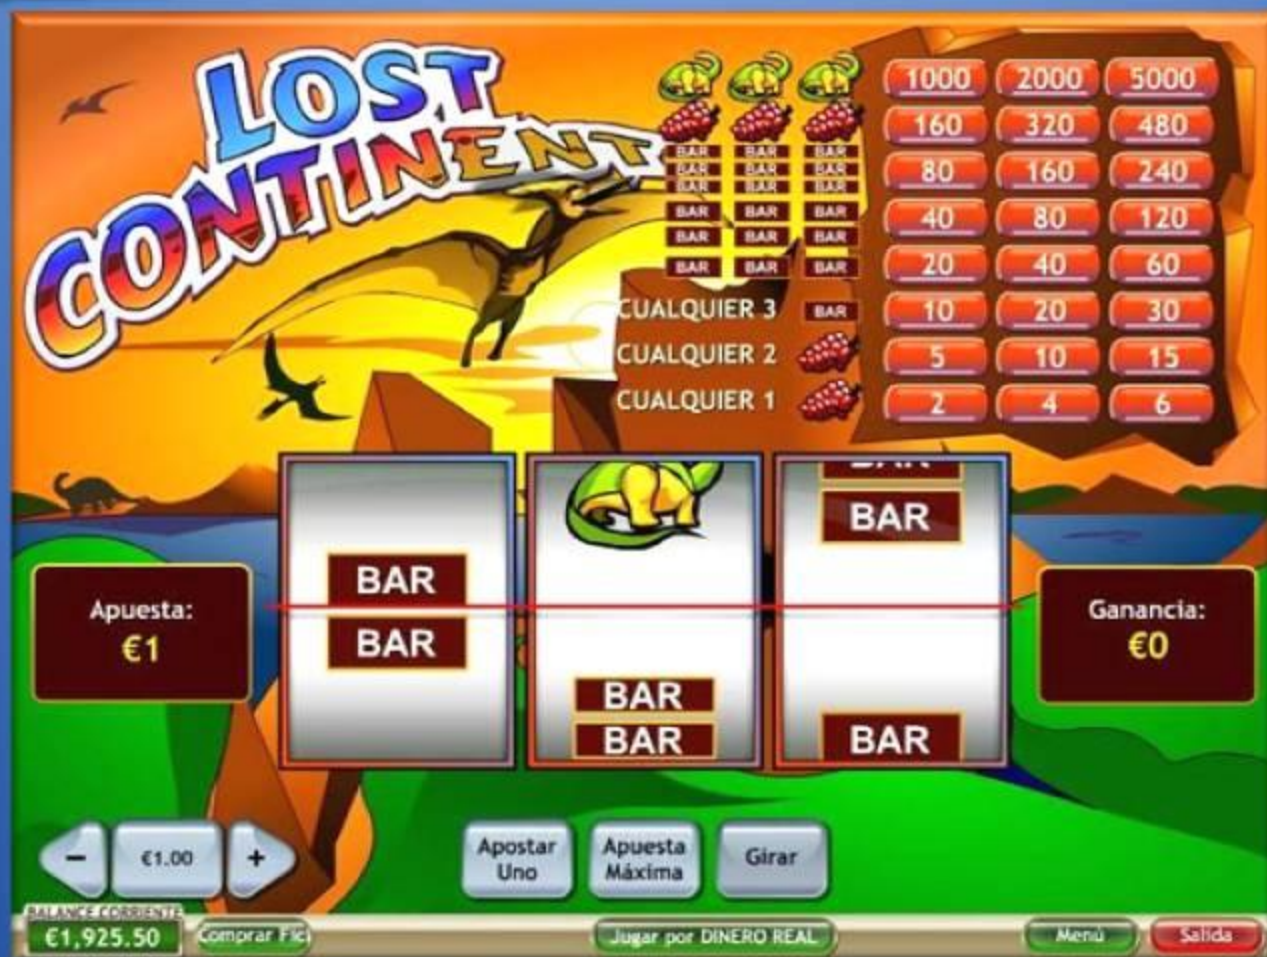 LOST
CONTINENT
1000 2000 5000
160 320 480
BAR BAR BAR
BAR BAR BAR
BAR BAR BAR
80 160 240
BAR BAR BAR
BAR BAR BAR
40 80 120
BAR BAR BAR
20 40 60
CUALQUIER 3 BAR
10 20 30
CUALQUIER 2
5 10 15
CUALQUIER 1
2 4 6
BAR
BAR
BAR
BAR
BAR
BAR
BAR
Apuesta:
€1
Ganancia:
€0
- €1.00 +
Apostar
Uno
Apuesta
Máxima
Girar
BALANCE CORRIENTE
€1,925.50
Comprar Fic
Jugar por DINERO REAL
Menú
Salida